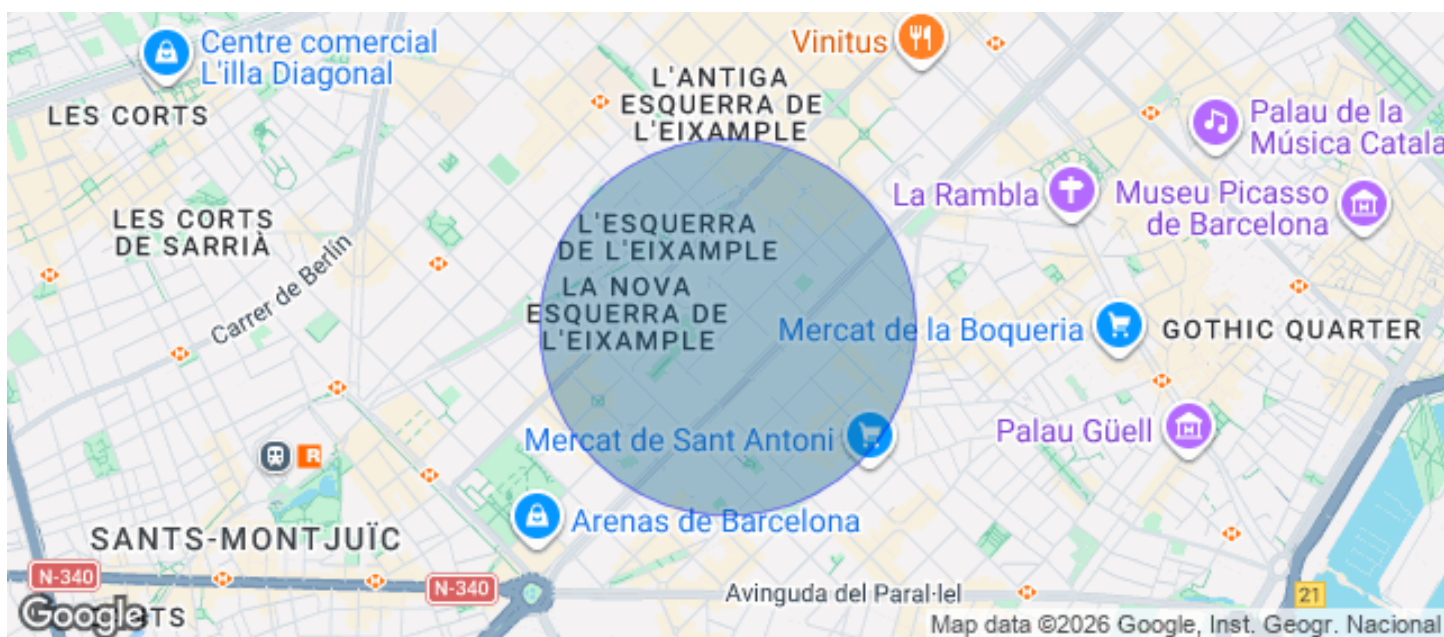 Centre comercial
L'illa Diagonal
Vinitus
L'ANTIGA
ESQUERRA DE
L'EIXAMPLE
LES CORTS
Palau de la
Música Catala
La Rambla
Museu Picasso
de Barcelona
LES CORTS
DE SARRIÀ
L'ESQUERRA
DE L'EIXAMPLE
Carrer de Berlín
LA NOVA
ESQUERRA DE
L'EIXAMPLE
Mercat de la Boqueria
GOTHIC QUARTER
Mercat de Sant Antoni
Palau Güell
R
Arenas de Barcelona
SANTS-MONTJUÏC
N-340
N-340
Avinguda del Paral·lel
21
Google
Map data ©2026 Google, Inst. Geogr. Nacional